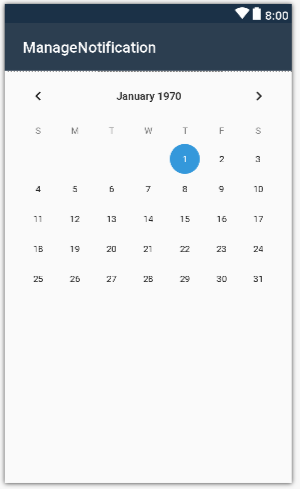 8:00
ManageNotification
January 1970
S M T W T F S
1 2 3
4 5 6 7 8 9 10
11 12 13 14 15 16 17
18 19 20 21 22 23 24
25 26 27 28 29 30 31